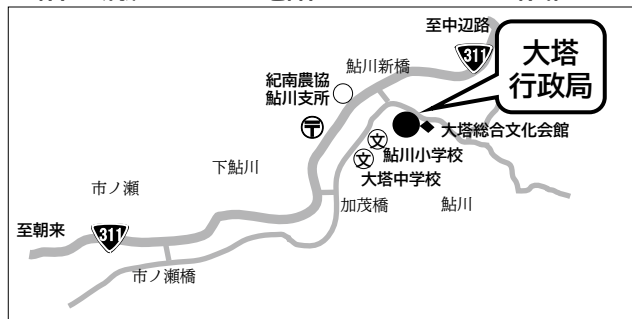 至中辺路
311
大塔
行政局
鮎川新橋
紀南農協
鮎川支所
〒
大塔総合文化会館
文
鮎川小学校
文
大塔中学校
下鮎川
市ノ瀬
加茂橋
鮎川
至朝来
311
市ノ瀬橋